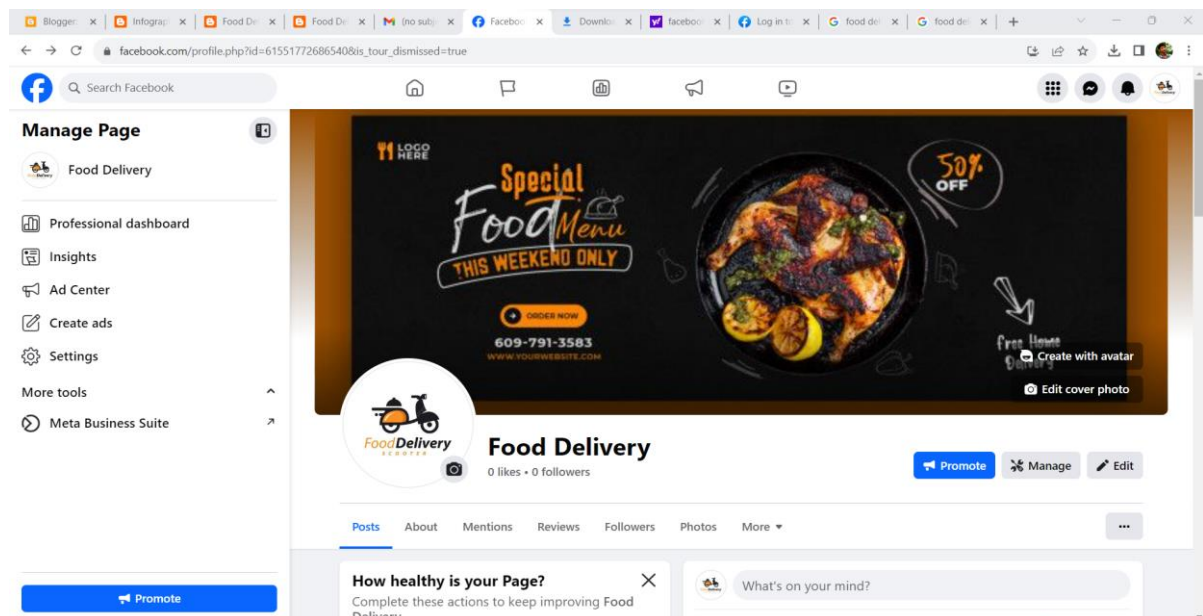 Blogger:
Infograp
Food De
Food De
(no subj
Faceboo
Downloa
faceboo
Log in to
food del
food del
facebook.com/profile.php?id=61551772686540&is_tour_dismissed=true
Search Facebook
Manage Page
Food Delivery
Professional dashboard
Insights
Ad Center
Create ads
Settings
More tools
Meta Business Suite
Promote
LOGO
HERE
Special
Food Menu
THIS WEEKEND ONLY
ORDER NOW
609-791-3583
WWW.YOURWEBSITE.COM
50%
OFF
Free Home
Delivery
Create with avatar
Edit cover photo
Food Delivery
SCOOTER
Food Delivery
0 likes • 0 followers
Promote
Manage
Edit
Posts
About
Mentions
Reviews
Followers
Photos
More
How healthy is your Page?
Complete these actions to keep improving Food
Delivery
What's on your mind?